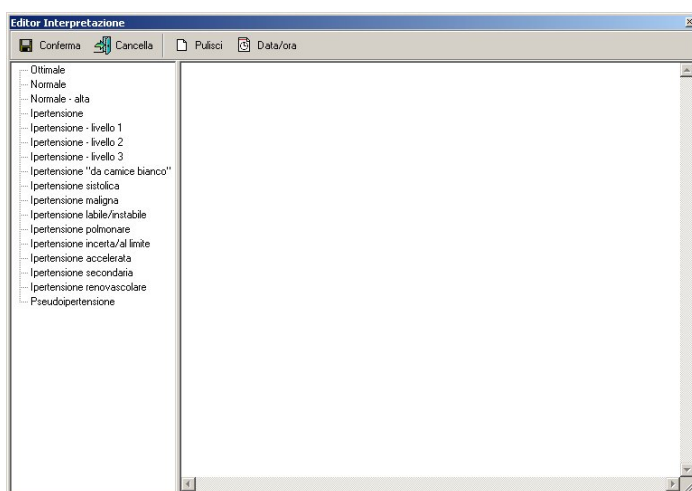 Editor Interpretazione
Conferma Cancella Pulisci Data/ora
Ottimale
Normale
Normale - alta
Ipertensione
Ipertensione - livello 1
Ipertensione - livello 2
Ipertensione - livello 3
Ipertensione "da camice bianco"
Ipertensione sistolica
Ipertensione maligna
Ipertensione labile/instabile
Ipertensione polmonare
Ipertensione incerta/al limite
Ipertensione accelerata
Ipertensione secondaria
Ipertensione renovascolare
Pseudoipertensione